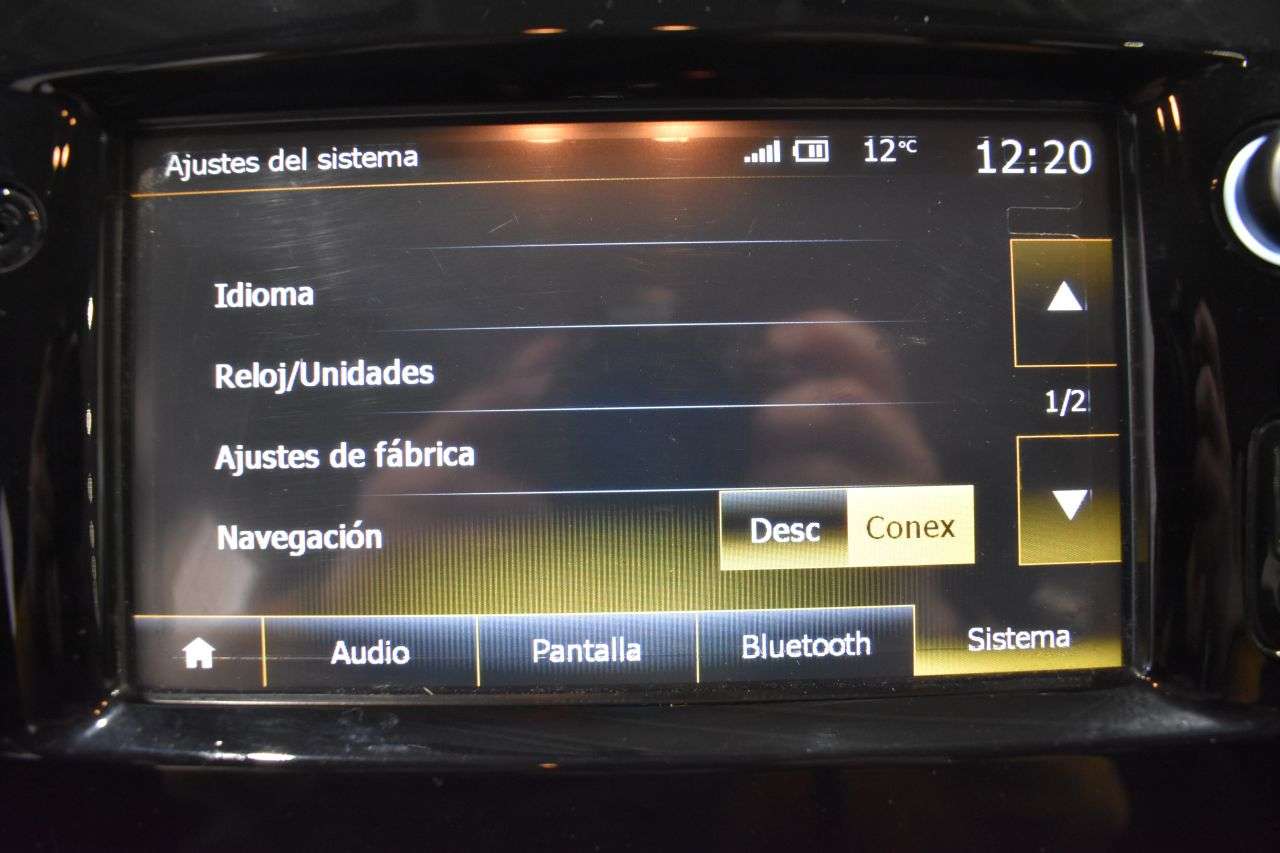 Ajustes del sistema 12°C 12:20
Idioma
Reloj/Unidades
1/2
Ajustes de fábrica
Navegación Desc Conex
Audio Pantalla Bluetooth Sistema